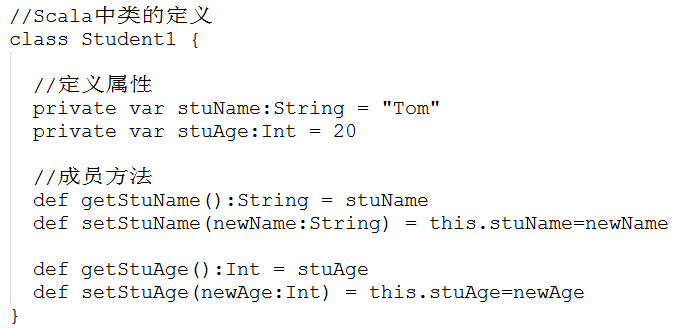 //Scala中类的定义
class Student1 {
//定义属性
private var stuName:String = "Tom"
private var stuAge:Int = 20
//成员方法
def getStuName():String = stuName
def setStuName(newName:String) = this.stuName=newName
def getStuAge():Int = stuAge
def setStuAge(newAge:Int) = this.stuAge=newAge
}